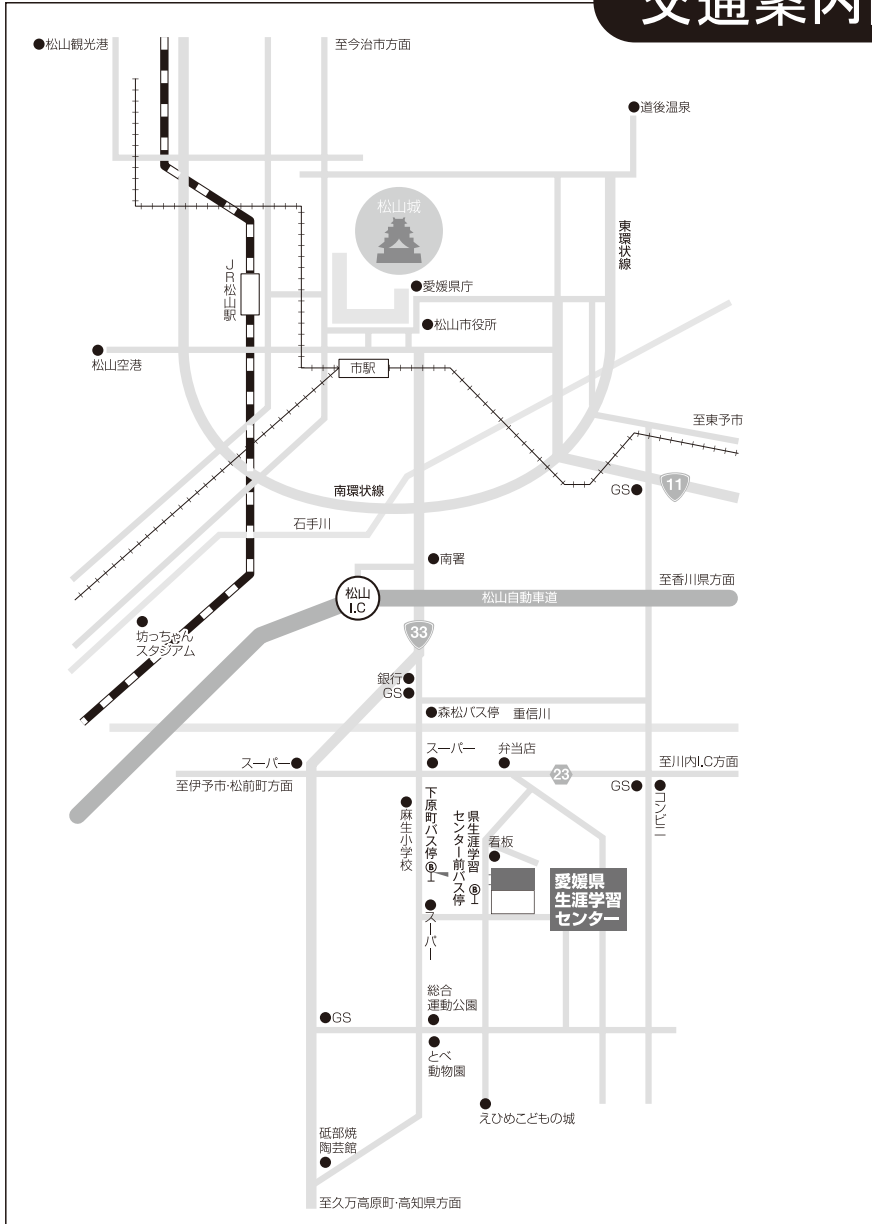 交通案内
松山観光港
至今治市方面
道後温泉
松山城
東環状線
JR松山駅
愛媛県庁
松山市役所
松山空港
市駅
至東予市
南環状線
11
GS
石手川
南署
至香川県方面
松山
I.C
松山自動車道
坊っちゃん
スタジアム
33
銀行
GS
森松バス停
重信川
スーパー
スーパー
弁当店
至川内I.C方面
23
至伊予市・松前町方面
GS
コンビニ
麻生小学校
下原町バス停
B
県生涯学習
センター前バス停
B
看板
愛媛県
生涯学習
センター
スーパー
総合
運動公園
GS
とべ
動物園
えひめこどもの城
砥部焼
陶芸館
至久万高原町・高知県方面